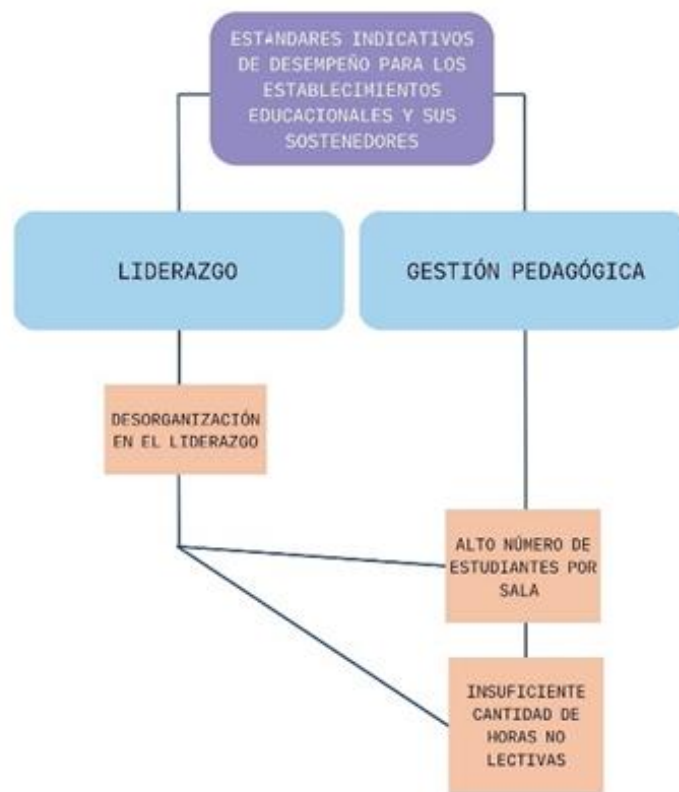 ESTÁNDARES INDICATIVOS
DE DESEMPEÑO PARA LOS
ESTABLECIMIENTOS
EDUCACIONALES Y SUS
SOSTENEDORES
LIDERAZGO
GESTIÓN PEDAGÓGICA
DESORGANIZACIÓN
EN EL LIDERAZGO
ALTO NÚMERO DE
ESTUDIANTES POR
SALA
INSUFICIENTE
CANTIDAD DE
HORAS NO
LECTIVAS